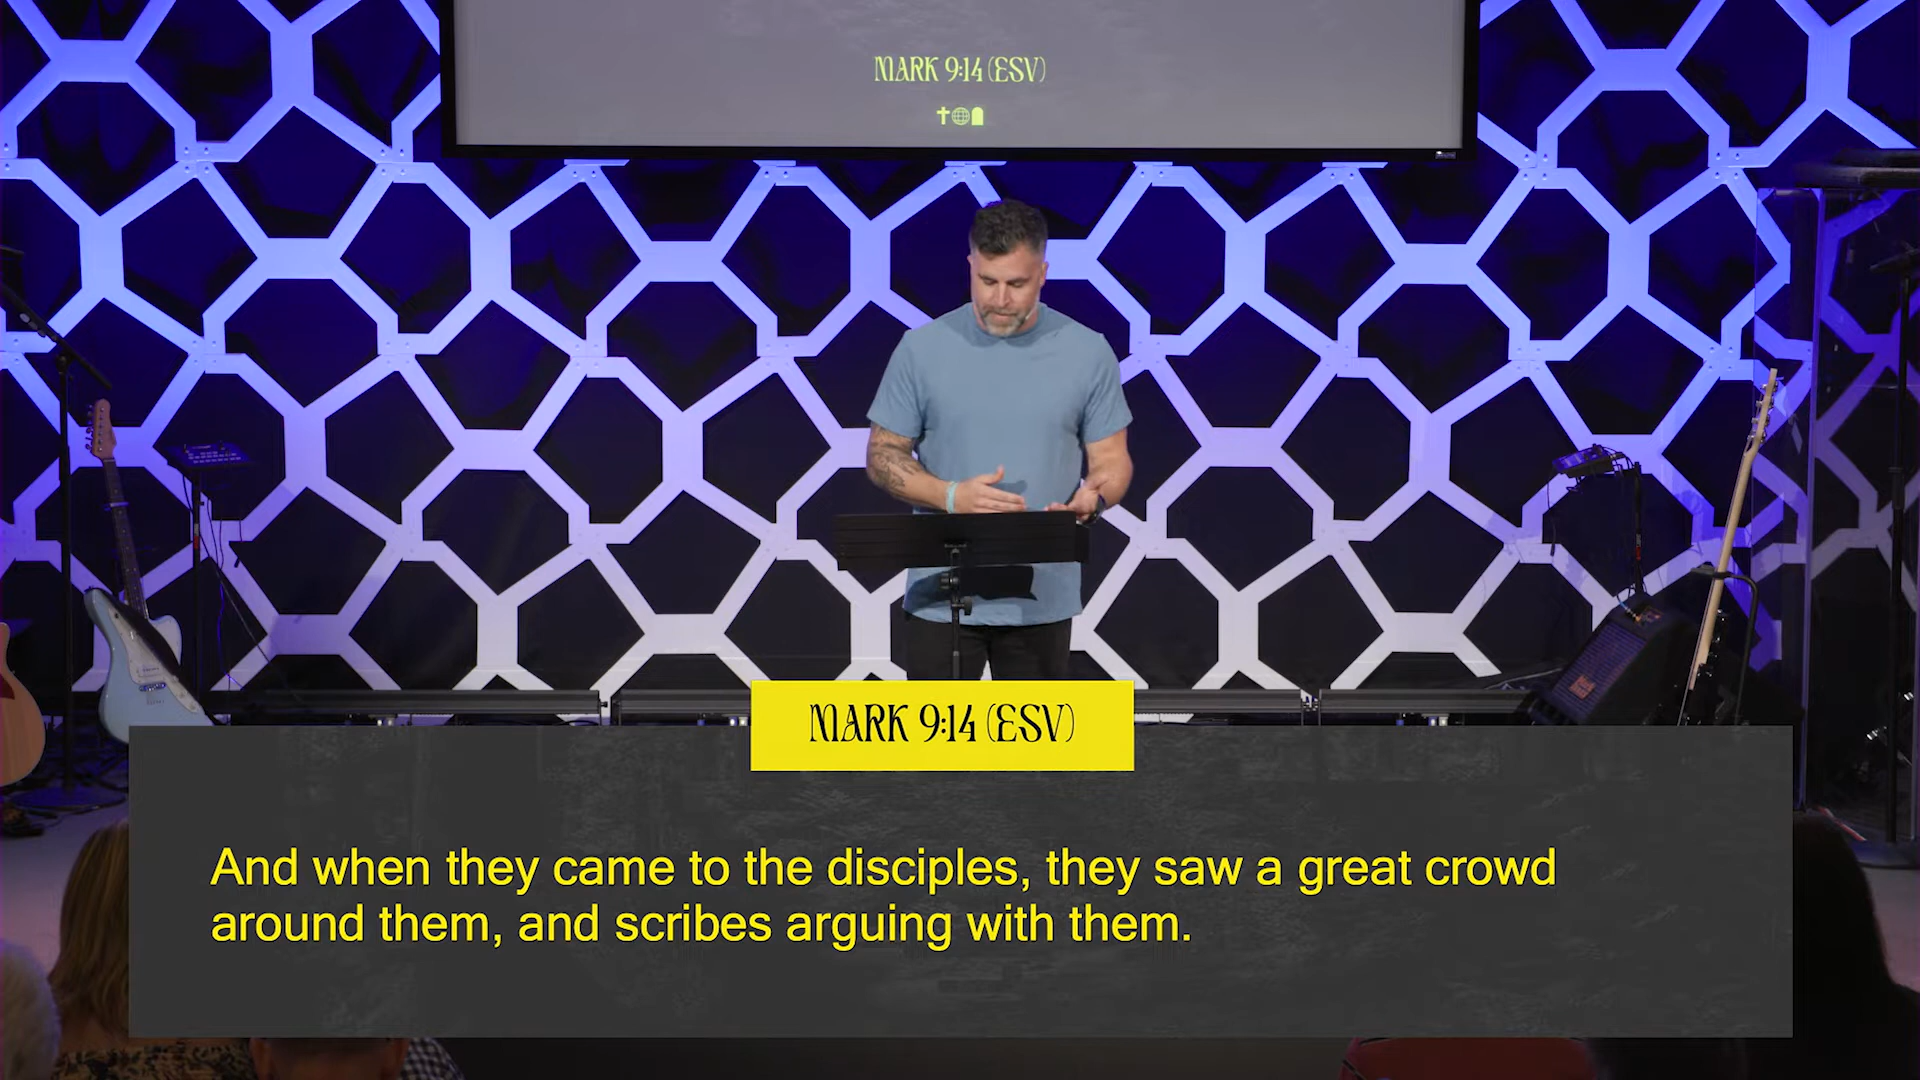 MARK 9:14 (ESV)
MARK 9:14 (ESV)
And when they came to the disciples, they saw a great crowd
around them, and scribes arguing with them.